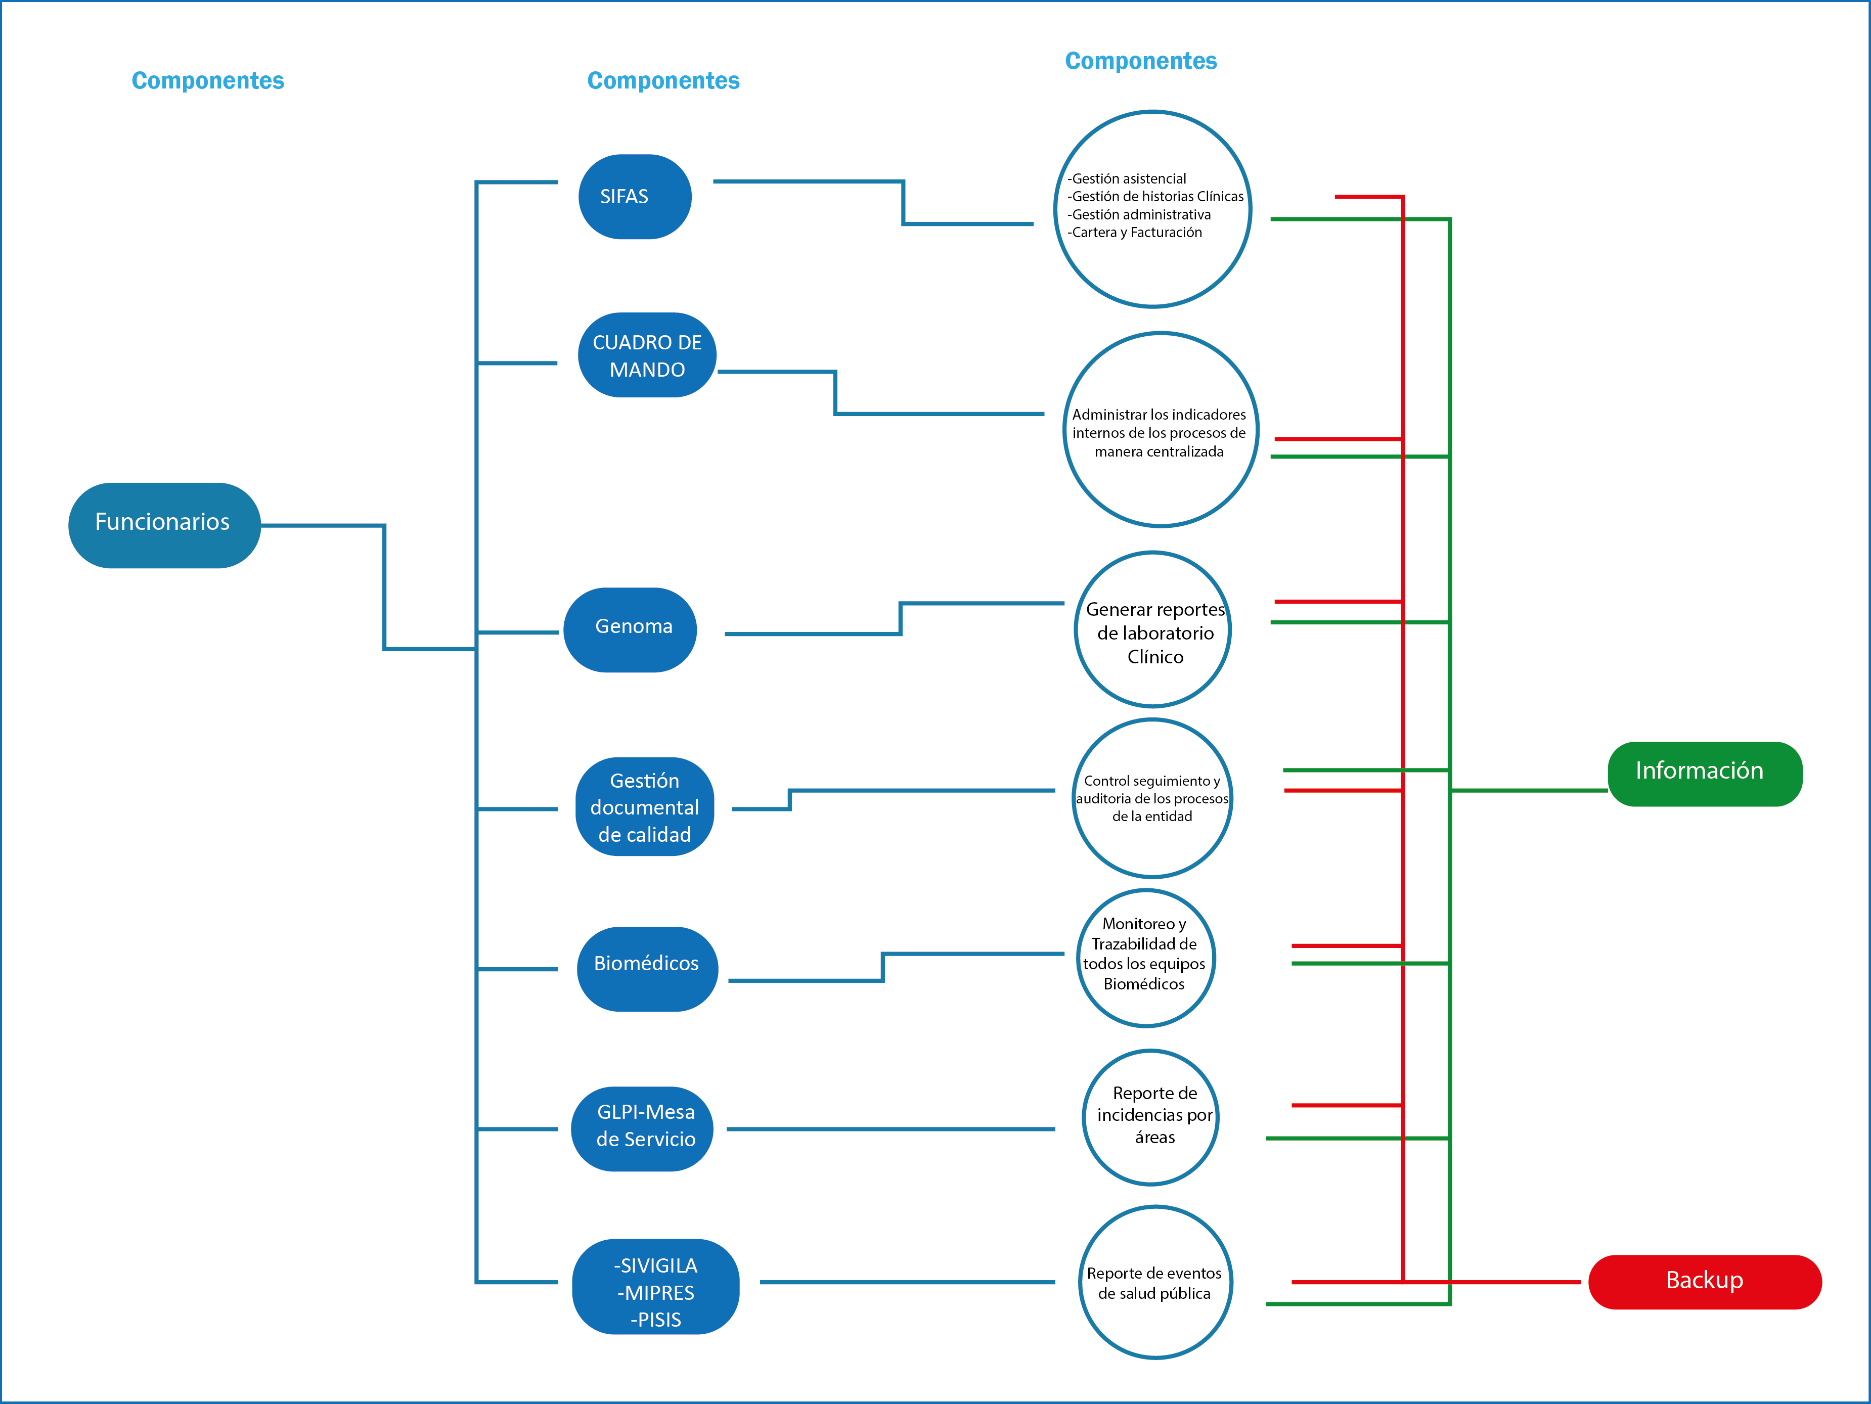 Componentes
Componentes
Componentes
SIFAS
-Gestión asistencial
-Gestión de historias Clínicas
-Gestión administrativa
-Cartera y Facturación
CUADRO DE
MANDO
Administrar los indicadores
internos de los procesos de
manera centralizada
Funcionarios
Genoma
Generar reportes
de laboratorio
Clínico
Gestión
documental
de calidad
Control seguimiento y
auditoria de los procesos
de la entidad
Información
Biomédicos
Monitoreo y
Trazabilidad de
todos los equipos
Biomédicos
GLPI-Mesa
de Servicio
Reporte de
incidencias por
áreas
-SIVIGILA
-MIPRES
-PISIS
Reporte de eventos
de salud pública
Backup